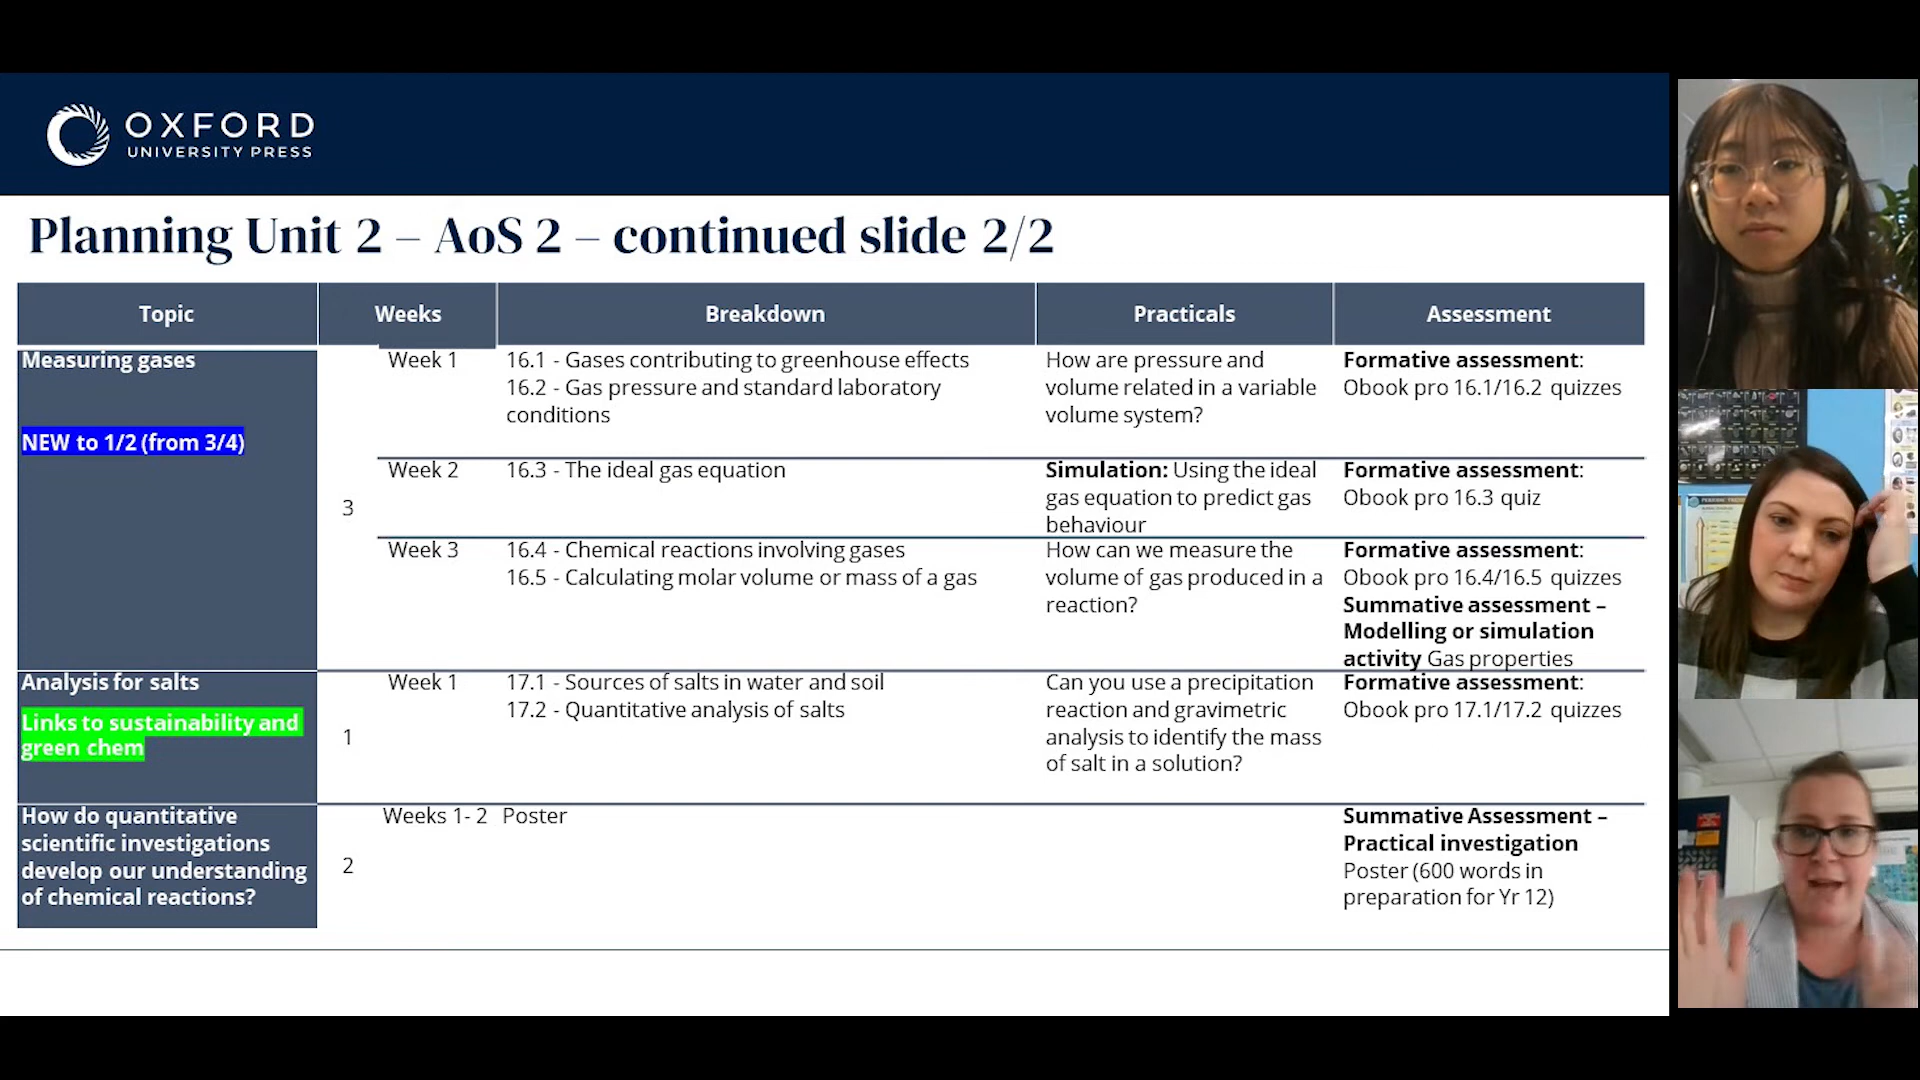 OXFORD
UNIVERSITY PRESS
Planning Unit 2 – AoS 2 – continued slide 2/2
Topic
Weeks
Breakdown
Practicals
Assessment
Measuring gases
NEW to 1/2 (from 3/4)
3
Week 1
16.1 - Gases contributing to greenhouse effects
16.2 - Gas pressure and standard laboratory
conditions
How are pressure and
volume related in a variable
volume system?
Formative assessment:
Obook pro 16.1/16.2 quizzes
Week 2
16.3 - The ideal gas equation
Simulation: Using the ideal
gas equation to predict gas
behaviour
Formative assessment:
Obook pro 16.3 quiz
Week 3
16.4 - Chemical reactions involving gases
16.5 - Calculating molar volume or mass of a gas
How can we measure the
volume of gas produced in a
reaction?
Formative assessment:
Obook pro 16.4/16.5 quizzes
Summative assessment –
Modelling or simulation
activity Gas properties
Analysis for salts
Links to sustainability and
green chem
1
Week 1
17.1 - Sources of salts in water and soil
17.2 - Quantitative analysis of salts
Can you use a precipitation
reaction and gravimetric
analysis to identify the mass
of salt in a solution?
Formative assessment:
Obook pro 17.1/17.2 quizzes
How do quantitative
scientific investigations
develop our understanding
of chemical reactions?
2
Weeks 1- 2
Poster
Summative Assessment –
Practical investigation
Poster (600 words in
preparation for Yr 12)